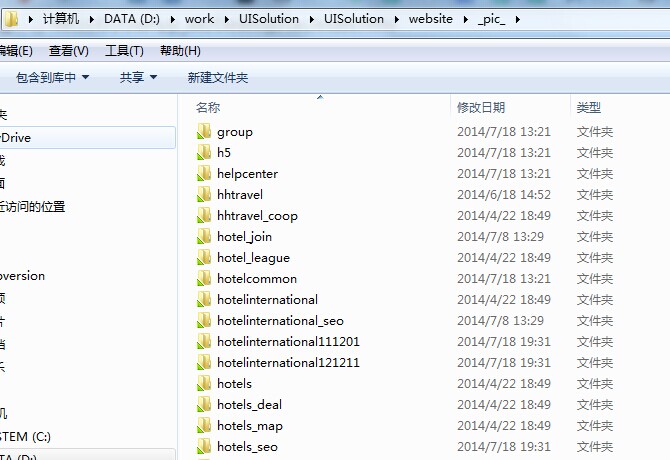 计算机 DATA (D:) work UISolution UISolution website _pic_
编辑(E) 查看(V) 工具(T) 帮助(H)
包含到库中 共享 新建文件夹
名称 修改日期 类型
group 2014/7/18 13:21 文件夹
h5 2014/7/18 13:21 文件夹
helpcenter 2014/7/18 13:21 文件夹
hhtravel 2014/6/18 14:52 文件夹
hhtravel_coop 2014/4/22 18:49 文件夹
hotel_join 2014/7/8 13:29 文件夹
hotel_league 2014/4/22 18:49 文件夹
hotelcommon 2014/7/18 13:21 文件夹
hotelinternational 2014/4/22 18:49 文件夹
hotelinternational_seo 2014/7/8 13:29 文件夹
hotelinternational111201 2014/7/18 19:31 文件夹
hotelinternational121211 2014/7/18 19:31 文件夹
hotels 2014/4/22 18:49 文件夹
hotels_deal 2014/4/22 18:49 文件夹
hotels_map 2014/4/22 18:49 文件夹
hotels_seo 2014/7/18 19:31 文件夹
夹
Drive
面
近访问的位置
oversion
片
乐
机
STEM (C:)
TA (D:)